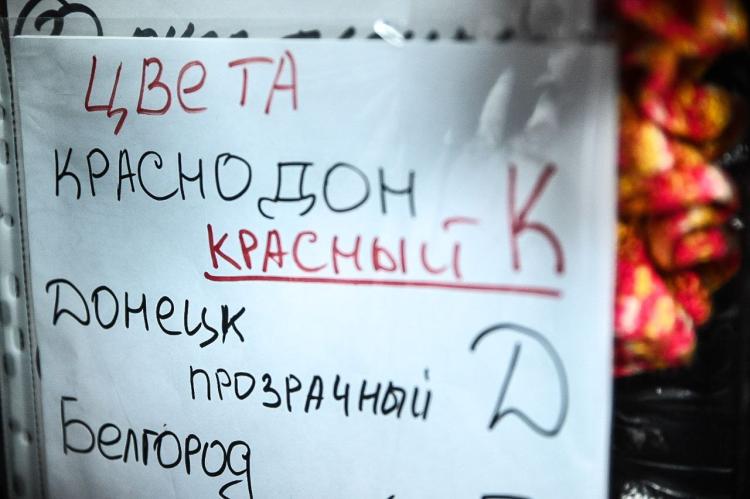 ЦВЕТА
КРАСНОДОН
КРАСНЫЙ К
ДОНЕЦК
ПРОЗРАЧНЫЙ Д
БЕЛГОРОД